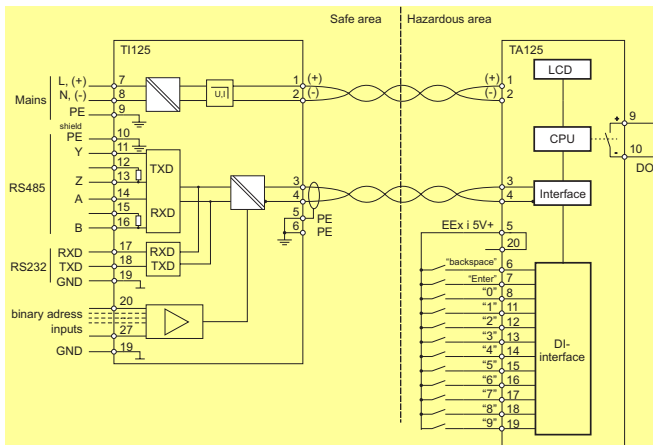 Safe area
Hazardous area
TI125
TA125
Mains
L, (+) 7
N, (-) 8
PE 9
U,I
1 (+)
2 (-)
(+) 1
(-) 2
LCD
CPU
+
-
9
10
DO
RS485
shield
PE 10
Y 11
12
Z 13
A 14
15
B 16
TXD
RXD
3
4
5
6
PE
PE
3
4
Interface
RS232
RXD 17
TXD 18
GND 19
RXD
TXD
binary adress
inputs
20
27
GND 19
EEx i 5V+ 5
20
"backspace" 6
"Enter" 7
"0" 8
"1" 11
"2" 12
"3" 13
"4" 14
"5" 15
"6" 16
"7" 17
"8" 18
"9" 19
DI-
interface